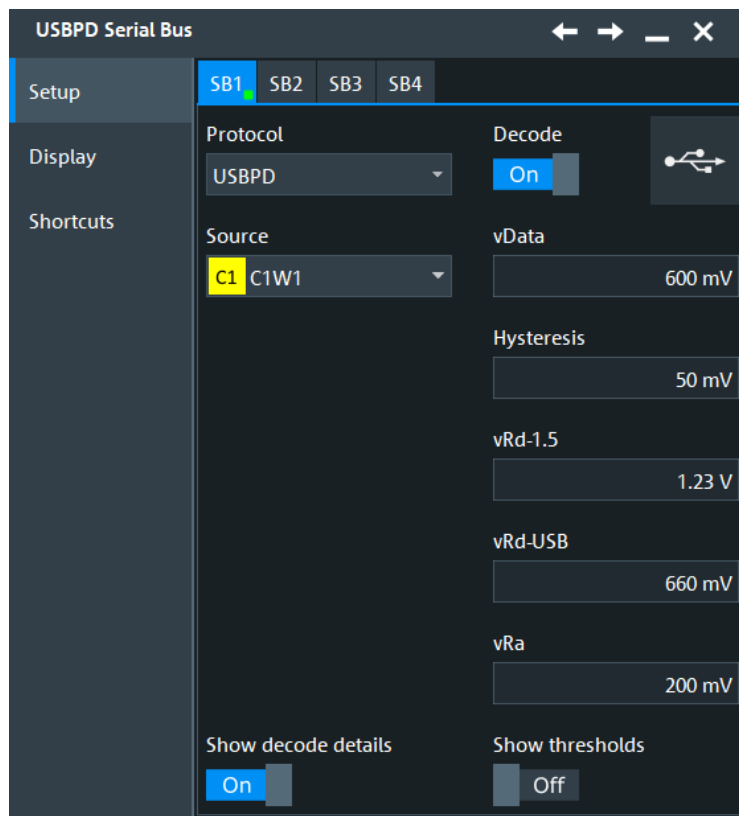 USBPD Serial Bus
Setup
Display
Shortcuts
SB1 SB2 SB3 SB4
Protocol
USBPD
Decode
On
Source
C1 C1W1
vData
600 mV
Hysteresis
50 mV
vRd-1.5
1.23 V
vRd-USB
660 mV
vRa
200 mV
Show decode details
On
Show thresholds
Off